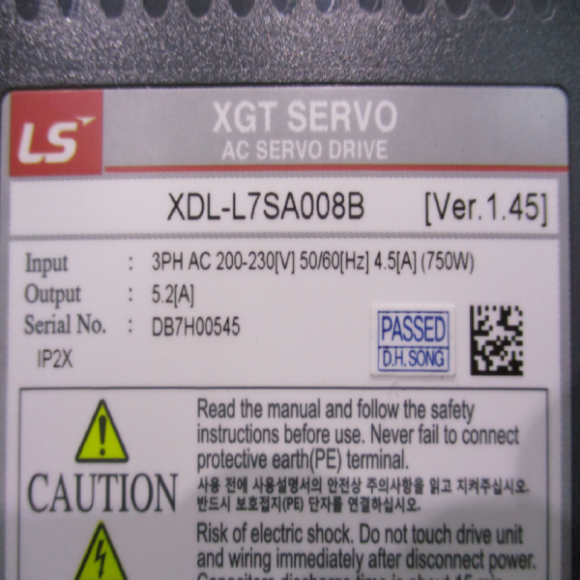 LS
XGT SERVO
AC SERVO DRIVE
XDL-L7SA008B [Ver.1.45]
Input : 3PH AC 200-230[V] 50/60[Hz] 4.5[A] (750W)
Output : 5.2[A]
Serial No. : DB7H00545
IP2X
PASSED
D.H.SONG
CAUTION
Read the manual and follow the safety
instructions before use. Never fail to connect
protective earth(PE) terminal.
사용 전에 사용설명서의 안전상 주의사항을 읽고 지켜주십시오.
반드시 보호접지(PE) 단자를 연결하십시오.
Risk of electric shock. Do not touch drive unit
and wiring immediately after disconnect power.
Capacitors discharge time is about